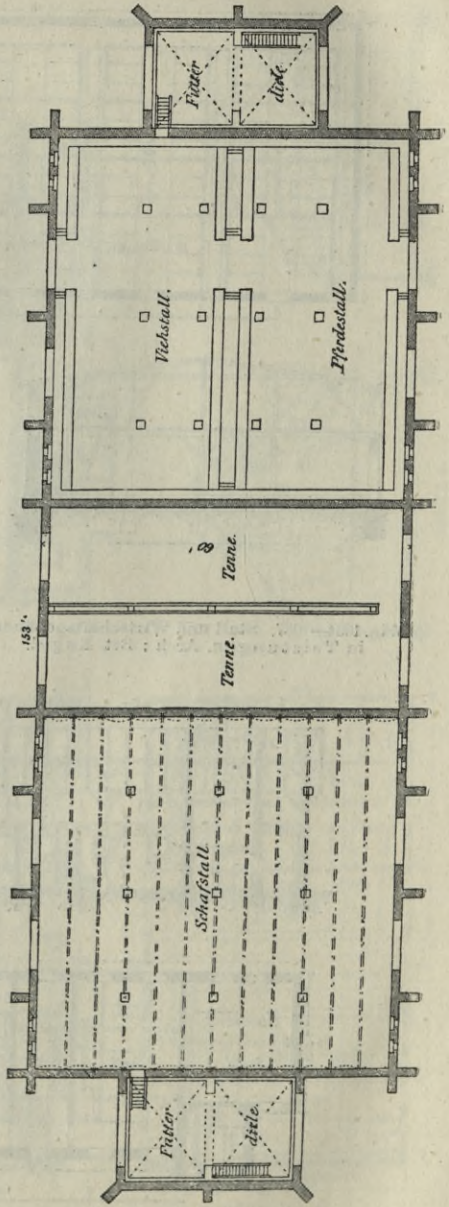 Futter
diele.
Viehstall.
Pferdestall.
Tenne.
153'.
Tenne.
Schafstall.
Futter
diele.